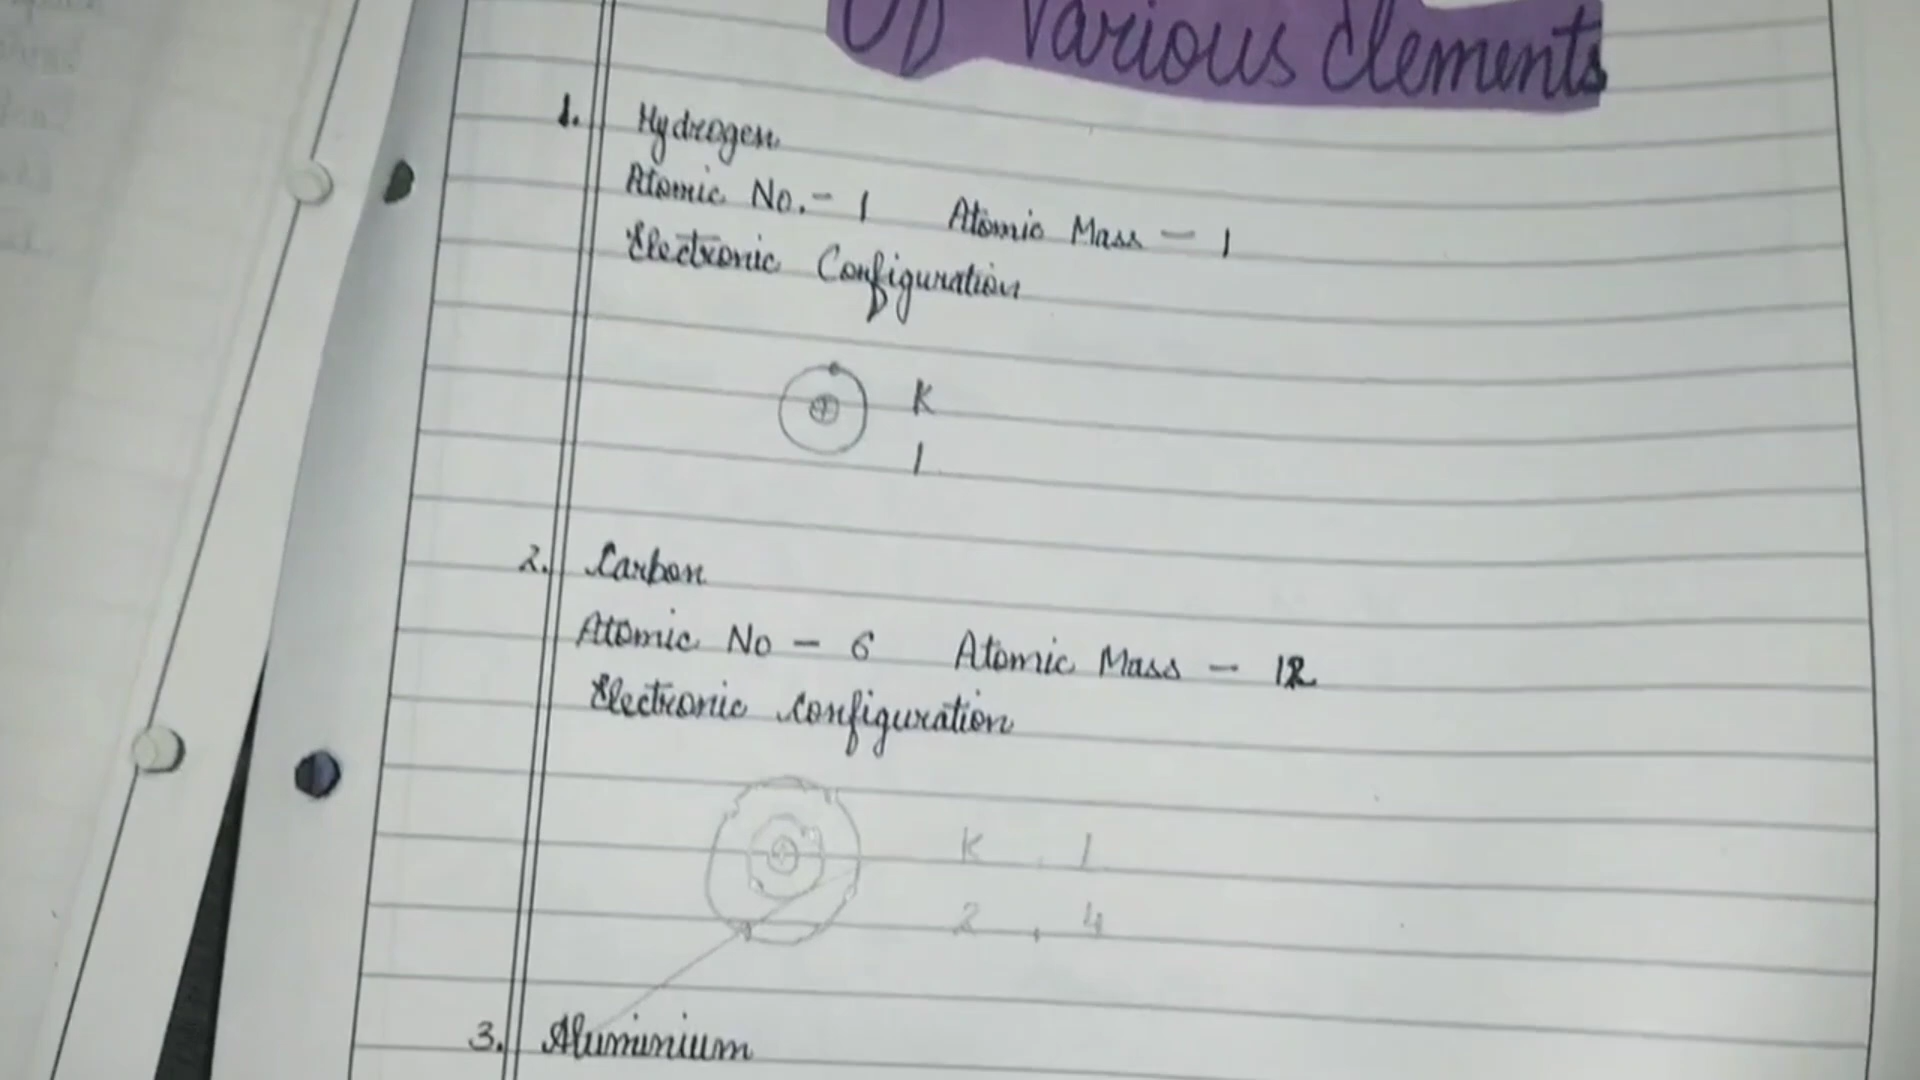 Of Various Elements
1. Hydrogen
Atomic No.- 1 Atomic Mass - 1
Electronic Configuration
K
1
2. Carbon
Atomic No - 6 Atomic Mass - 12
Electronic configuration
K , L
2 , 4
3. Aluminium